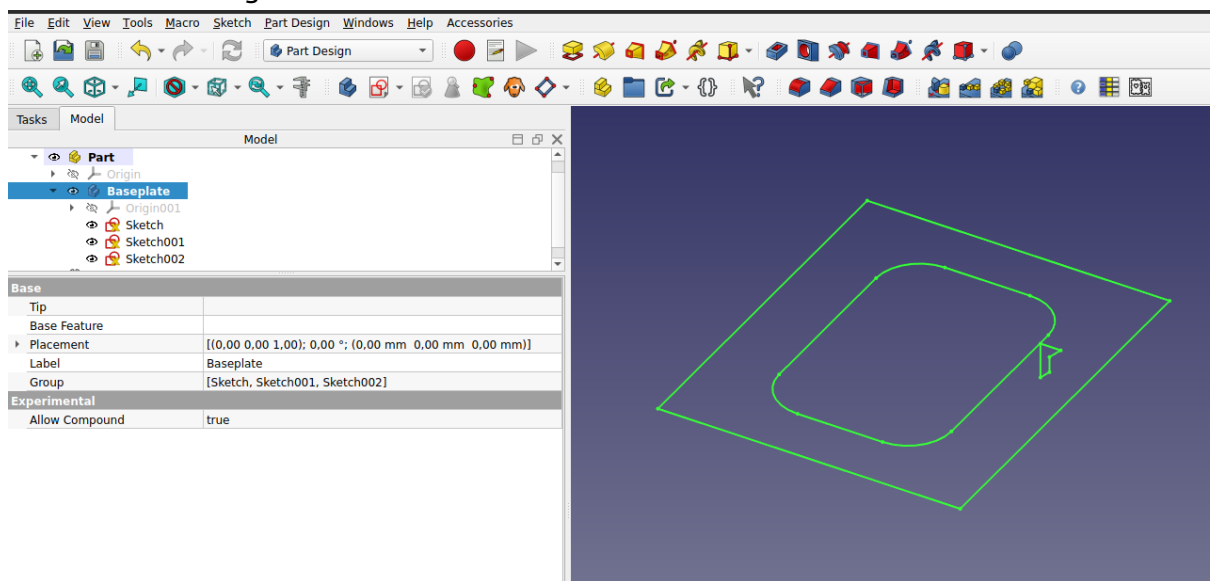 File Edit View Tools Macro Sketch Part Design Windows Help Accessories
Part Design
Tasks Model
Model
Part
Origin
Baseplate
Origin001
Sketch
Sketch001
Sketch002
Base
Tip
Base Feature
Placement [(0,00 0,00 1,00); 0,00 °; (0,00 mm 0,00 mm 0,00 mm)]
Label Baseplate
Group [Sketch, Sketch001, Sketch002]
Experimental
Allow Compound true